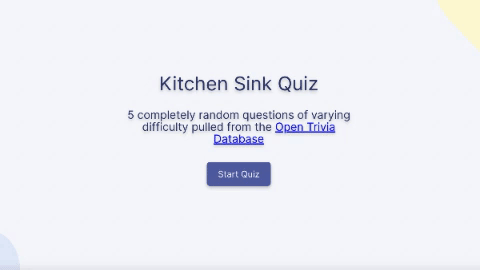 Kitchen Sink Quiz
5 completely random questions of varying
difficulty pulled from the Open Trivia
Database
Start Quiz